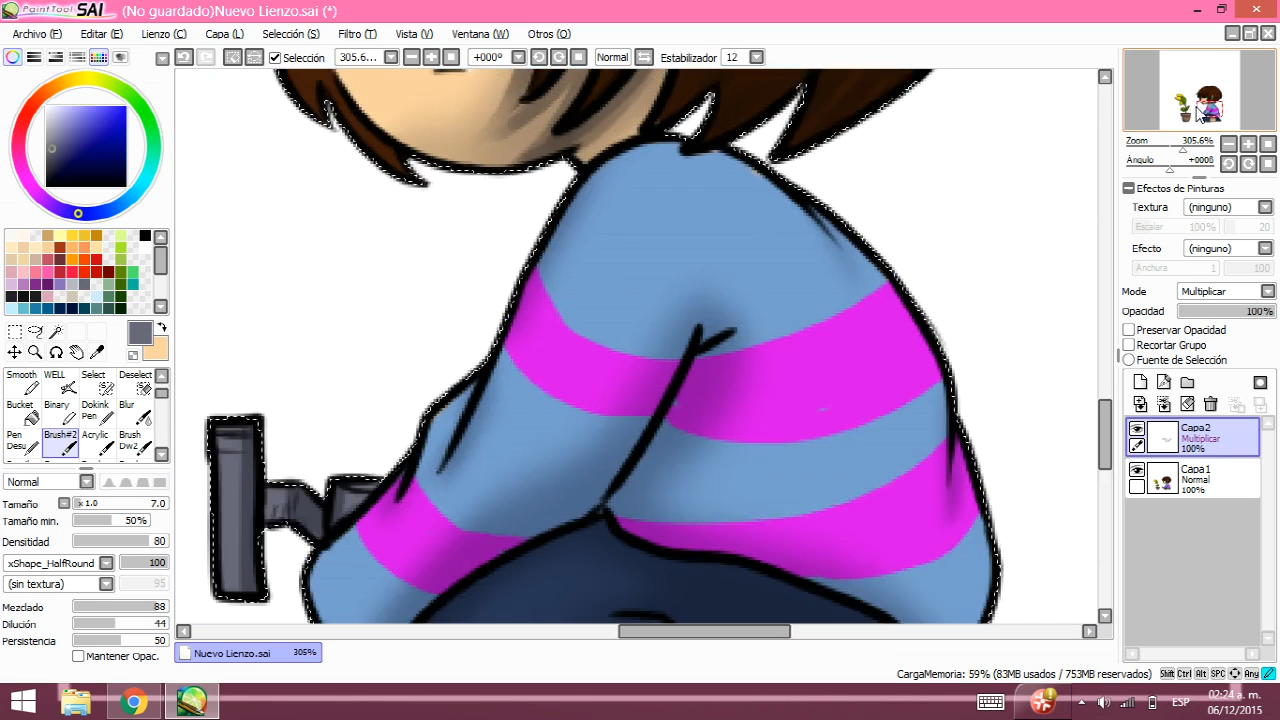 PaintTool SAI (No guardado)Nuevo Lienzo.sai (*)
Archivo (F) Editar (E) Lienzo (C) Capa (L) Selección (S) Filtro (T) Vista (V) Ventana (W) Otros (O)
Selección 305.6... +000º Normal Estabilizador 12
Zoom 305.6%
Ángulo +000ß
Efectos de Pinturas
Textura (ninguno)
Escalar 100% 20
Efecto (ninguno)
Anchura 1 100
Mode Multiplicar
Opacidad 100%
Preservar Opacidad
Recortar Grupo
Fuente de Selección
Capa2
Multiplicar
100%
Capa1
Normal
100%
Smooth WELL Select Deselect
Bucket Binary Dotkin Pen Blur
Pen Desu Brush#2 Acrylic Brush Dw2
Normal
Tamaño x 1.0 7.0
Tamaño min. 50%
Densitidad 80
xShape_HalfRound 100
(sin textura) 95
Mezclado 88
Dilución 44
Persistencia 50
Mantener Opac.
Nuevo Lienzo.sai 305%
CargaMemoria: 59% (83MB usados / 753MB reservados) Shift Ctrl Alt SPC Any
ESP
02:24 a. m.
06/12/2015